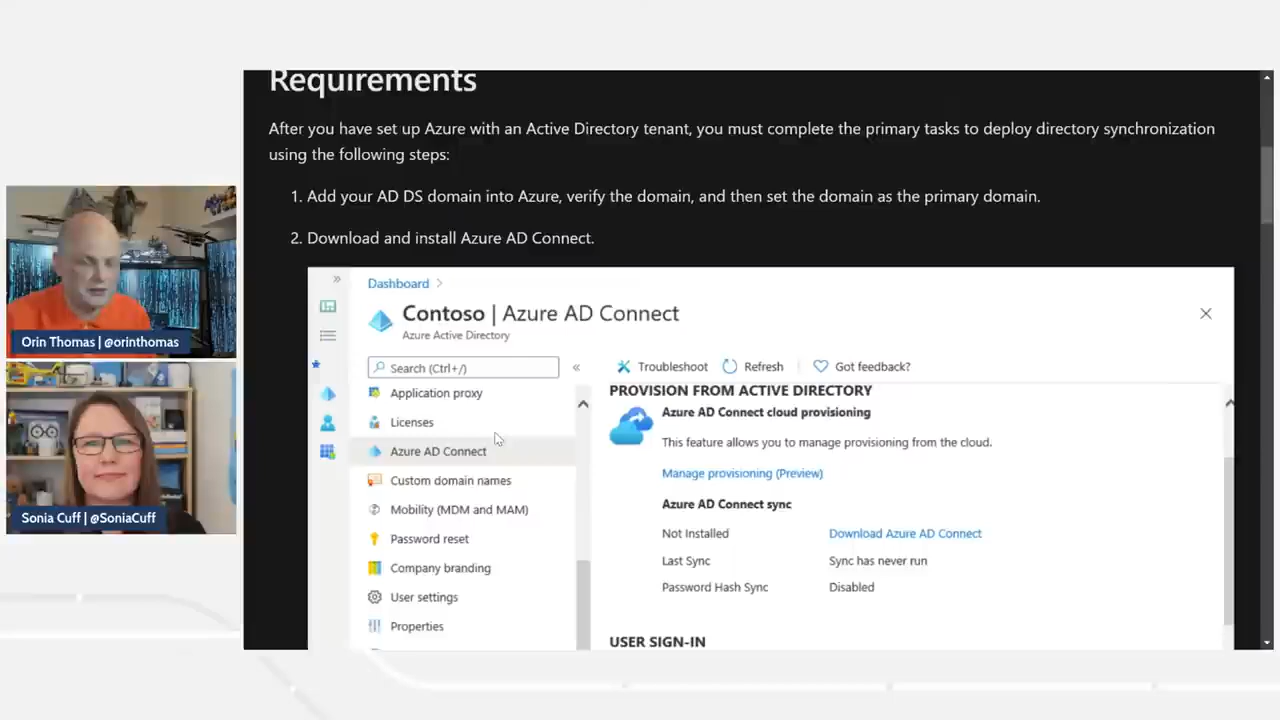 Requirements
After you have set up Azure with an Active Directory tenant, you must complete the primary tasks to deploy directory synchronization
using the following steps:
1. Add your AD DS domain into Azure, verify the domain, and then set the domain as the primary domain.
2. Download and install Azure AD Connect.
Dashboard
Contoso | Azure AD Connect
Azure Active Directory
Search (Ctrl+/)
Troubleshoot
Refresh
Got feedback?
Application proxy
Licenses
Azure AD Connect
Custom domain names
Mobility (MDM and MAM)
Password reset
Company branding
User settings
Properties
PROVISION FROM ACTIVE DIRECTORY
Azure AD Connect cloud provisioning
This feature allows you to manage provisioning from the cloud.
Manage provisioning (Preview)
Azure AD Connect sync
Not Installed Download Azure AD Connect
Last Sync Sync has never run
Password Hash Sync Disabled
USER SIGN-IN
Orin Thomas | @orinthomas
Sonia Cuff | @SoniaCuff